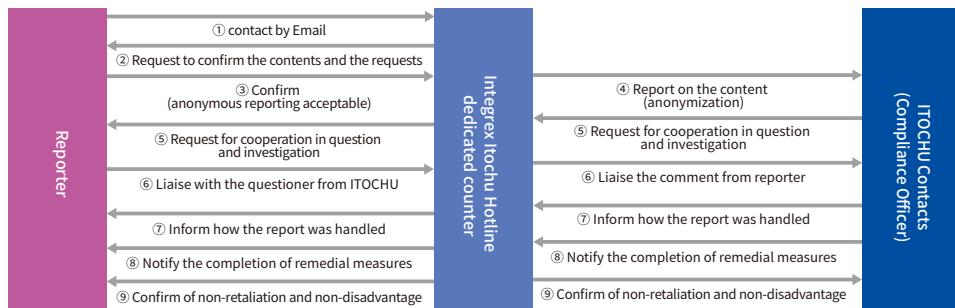 Reporter
① contact by Email
② Request to confirm the contents and the requests
③ Confirm
(anonymous reporting acceptable)
⑤ Request for cooperation in question
and investigation
⑥ Liaise with the questioner from ITOCHU
⑦ Inform how the report was handled
⑧ Notify the completion of remedial measures
⑨ Confirm of non-retaliation and non-disadvantage
Integrex Itochu Hotline
dedicated counter
④ Report on the content
(anonymization)
⑤ Request for cooperation in question
and investigation
⑥ Liaise the comment from reporter
⑦ Inform how the report was handled
⑧ Notify the completion of remedial measures
⑨ Confirm of non-retaliation and non-disadvantage
ITOCHU Contacts
(Compliance Officer)